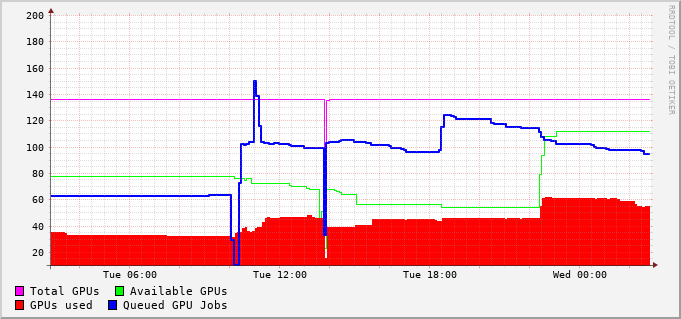 200
180
160
140
120
100
80
60
40
20
Tue 06:00 Tue 12:00 Tue 18:00 Wed 00:00
Total GPUs Available GPUs
GPUs used Queued GPU Jobs
RRDTOOL / TOBI OETIKER